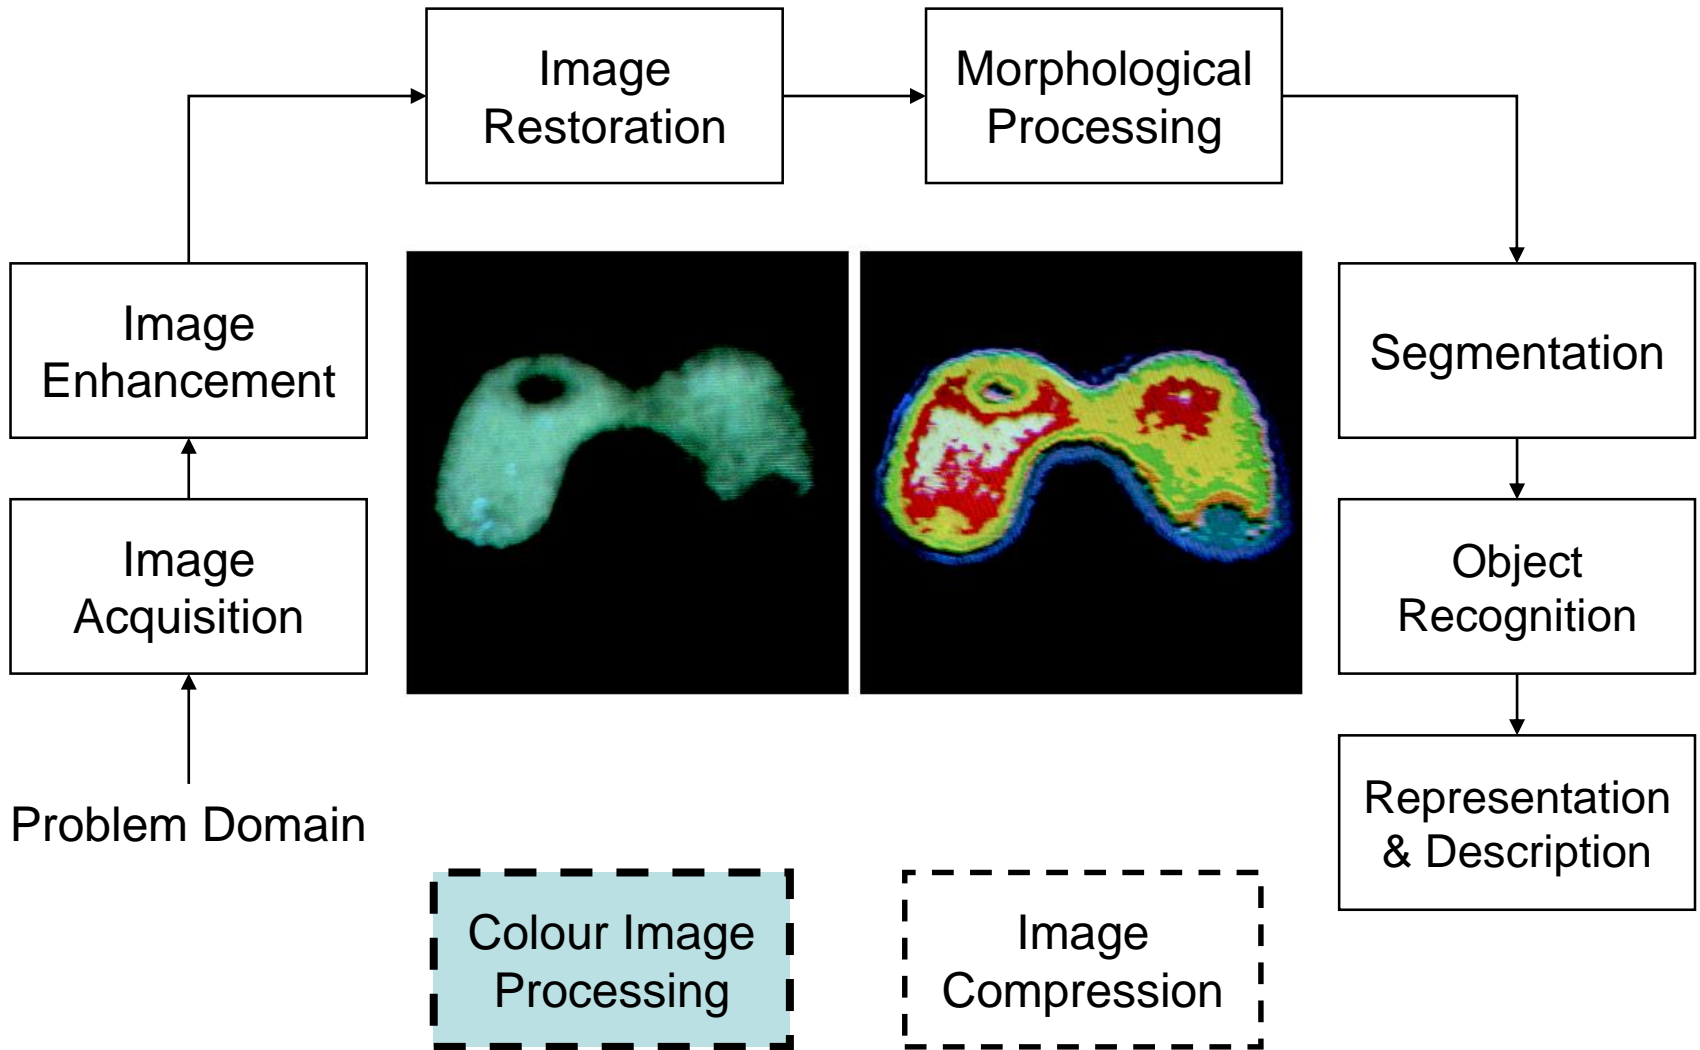 Image
Restoration
Morphological
Processing
Image
Enhancement
Segmentation
Image
Acquisition
Object
Recognition
Problem Domain
Representation
& Description
Colour Image
Processing
Image
Compression